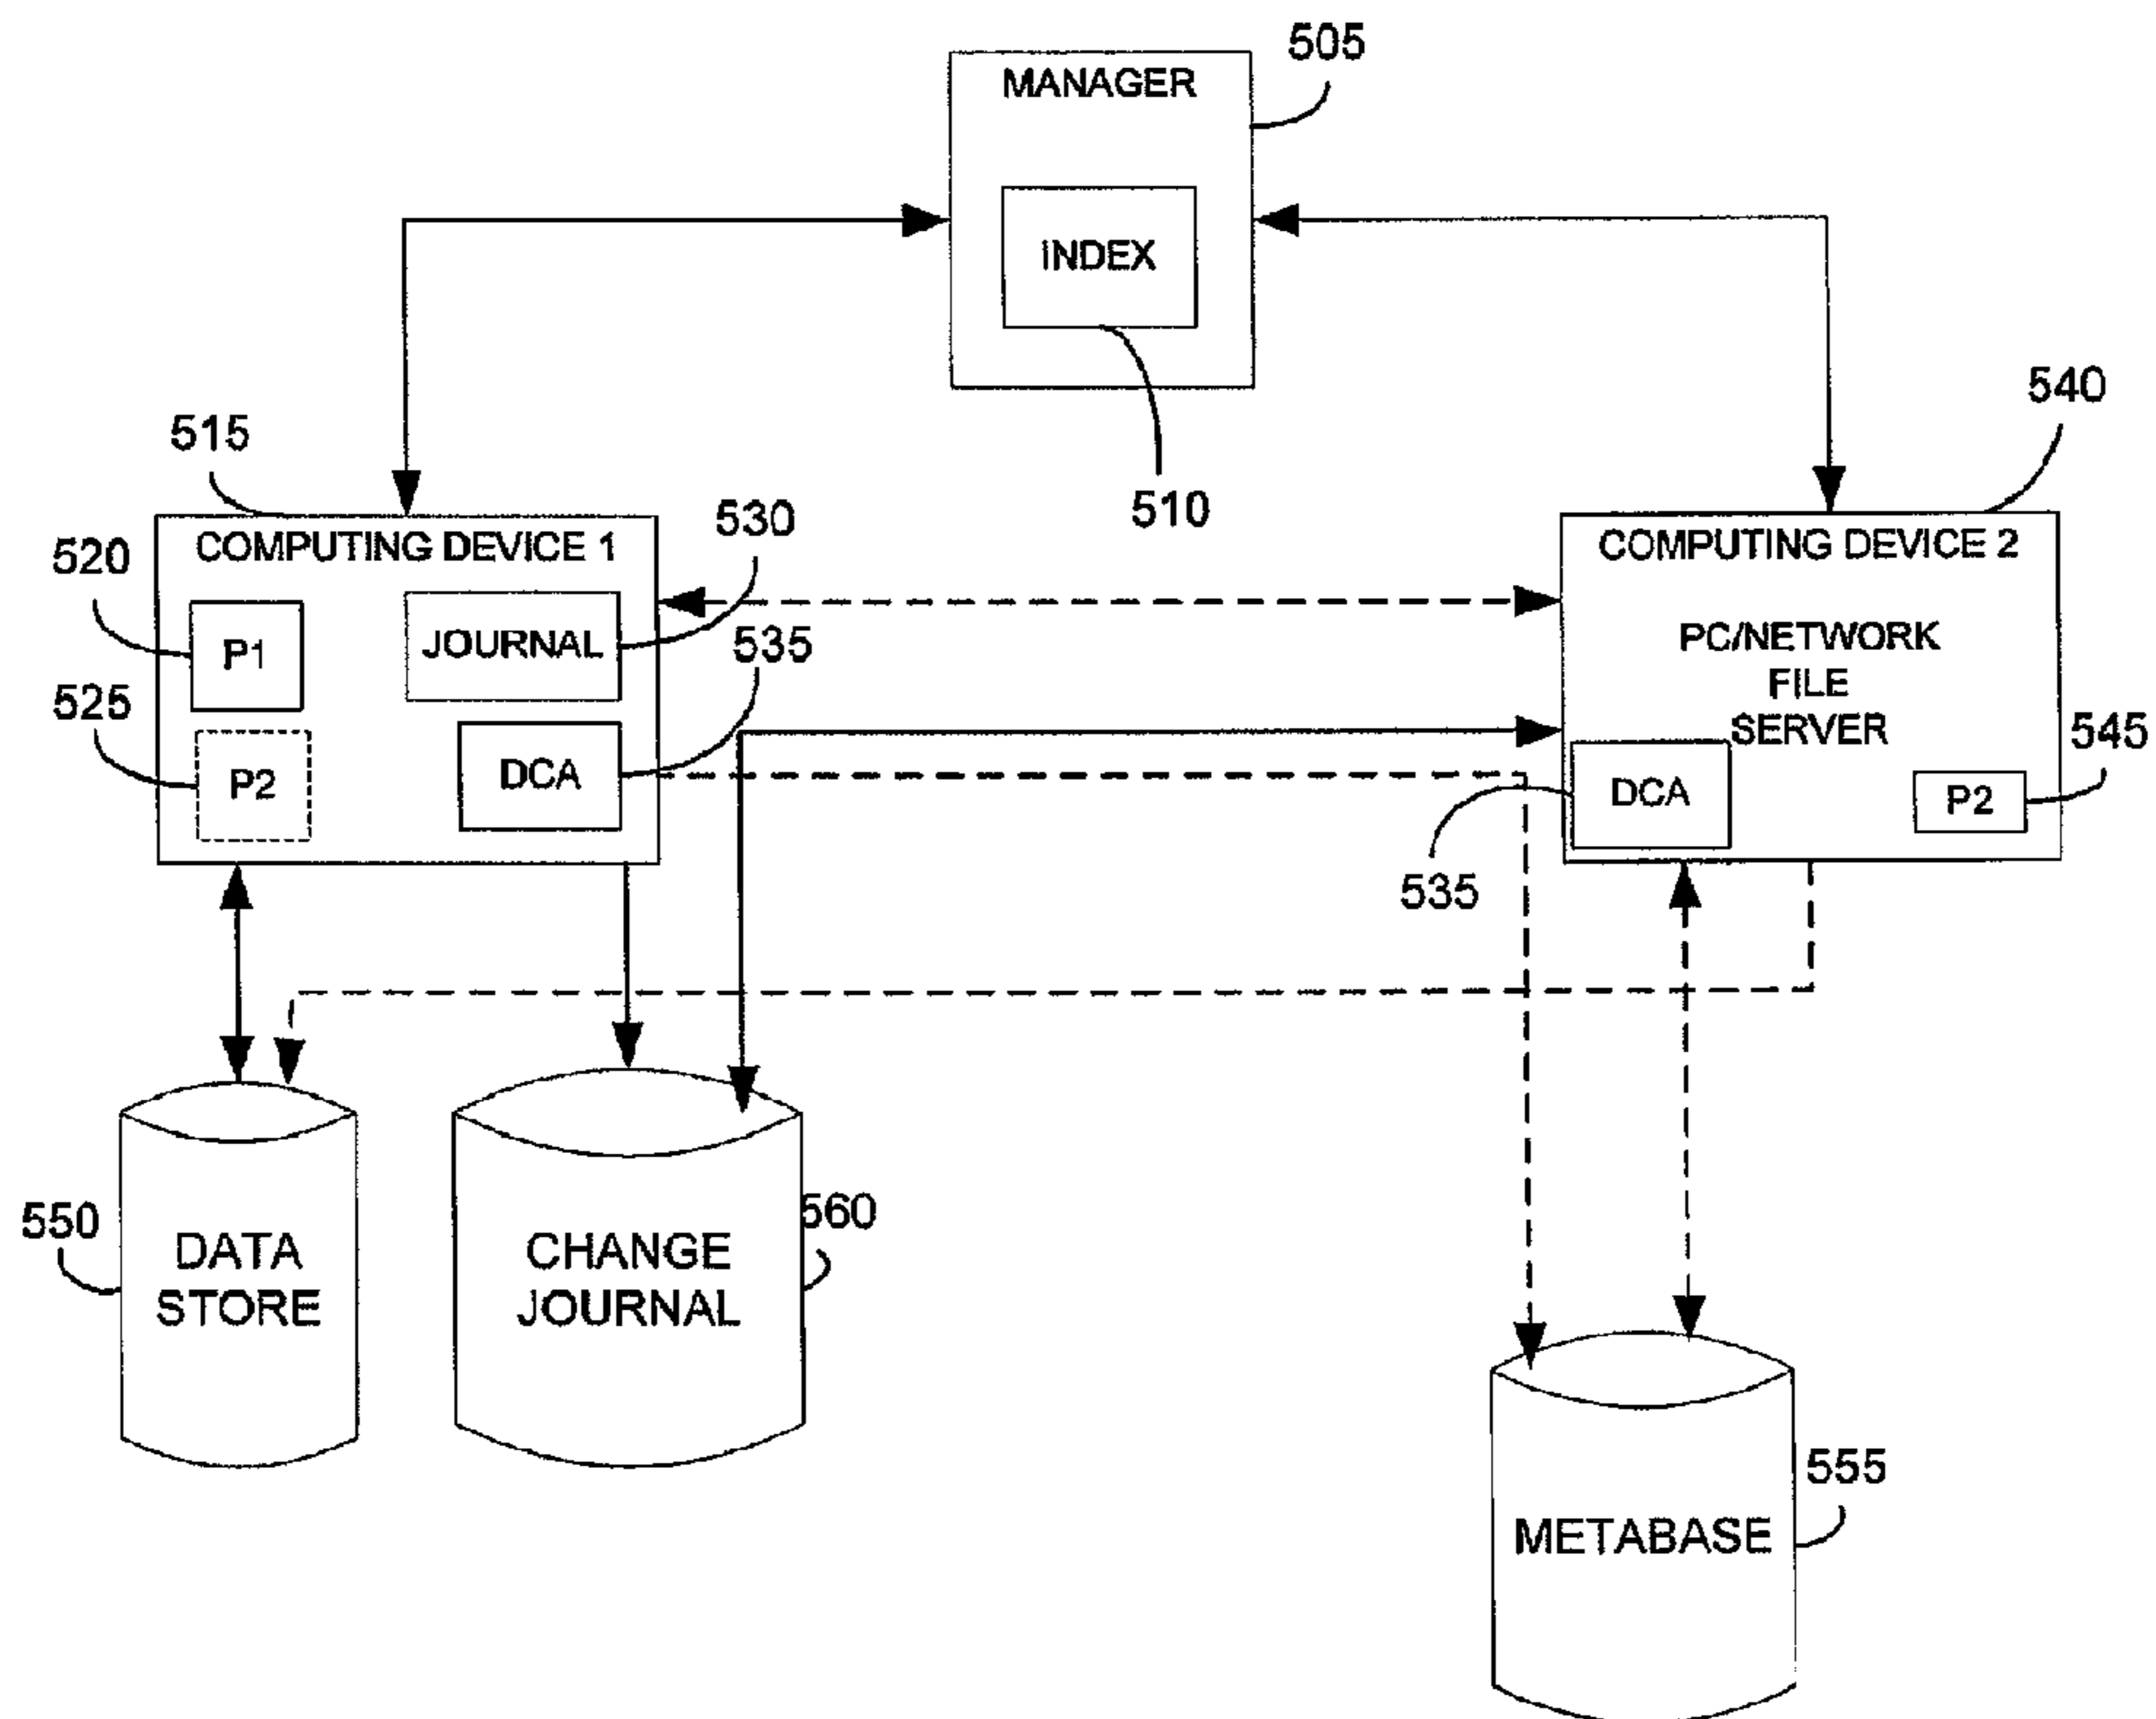 505
MANAGER
INDEX
510
515
540
COMPUTING DEVICE 1
530
520
P1
JOURNAL
535
525
P2
DCA
COMPUTING DEVICE 2
PC/NETWORK
FILE
SERVER
545
DCA
P2
535
550
DATA
STORE
560
CHANGE
JOURNAL
555
METABASE